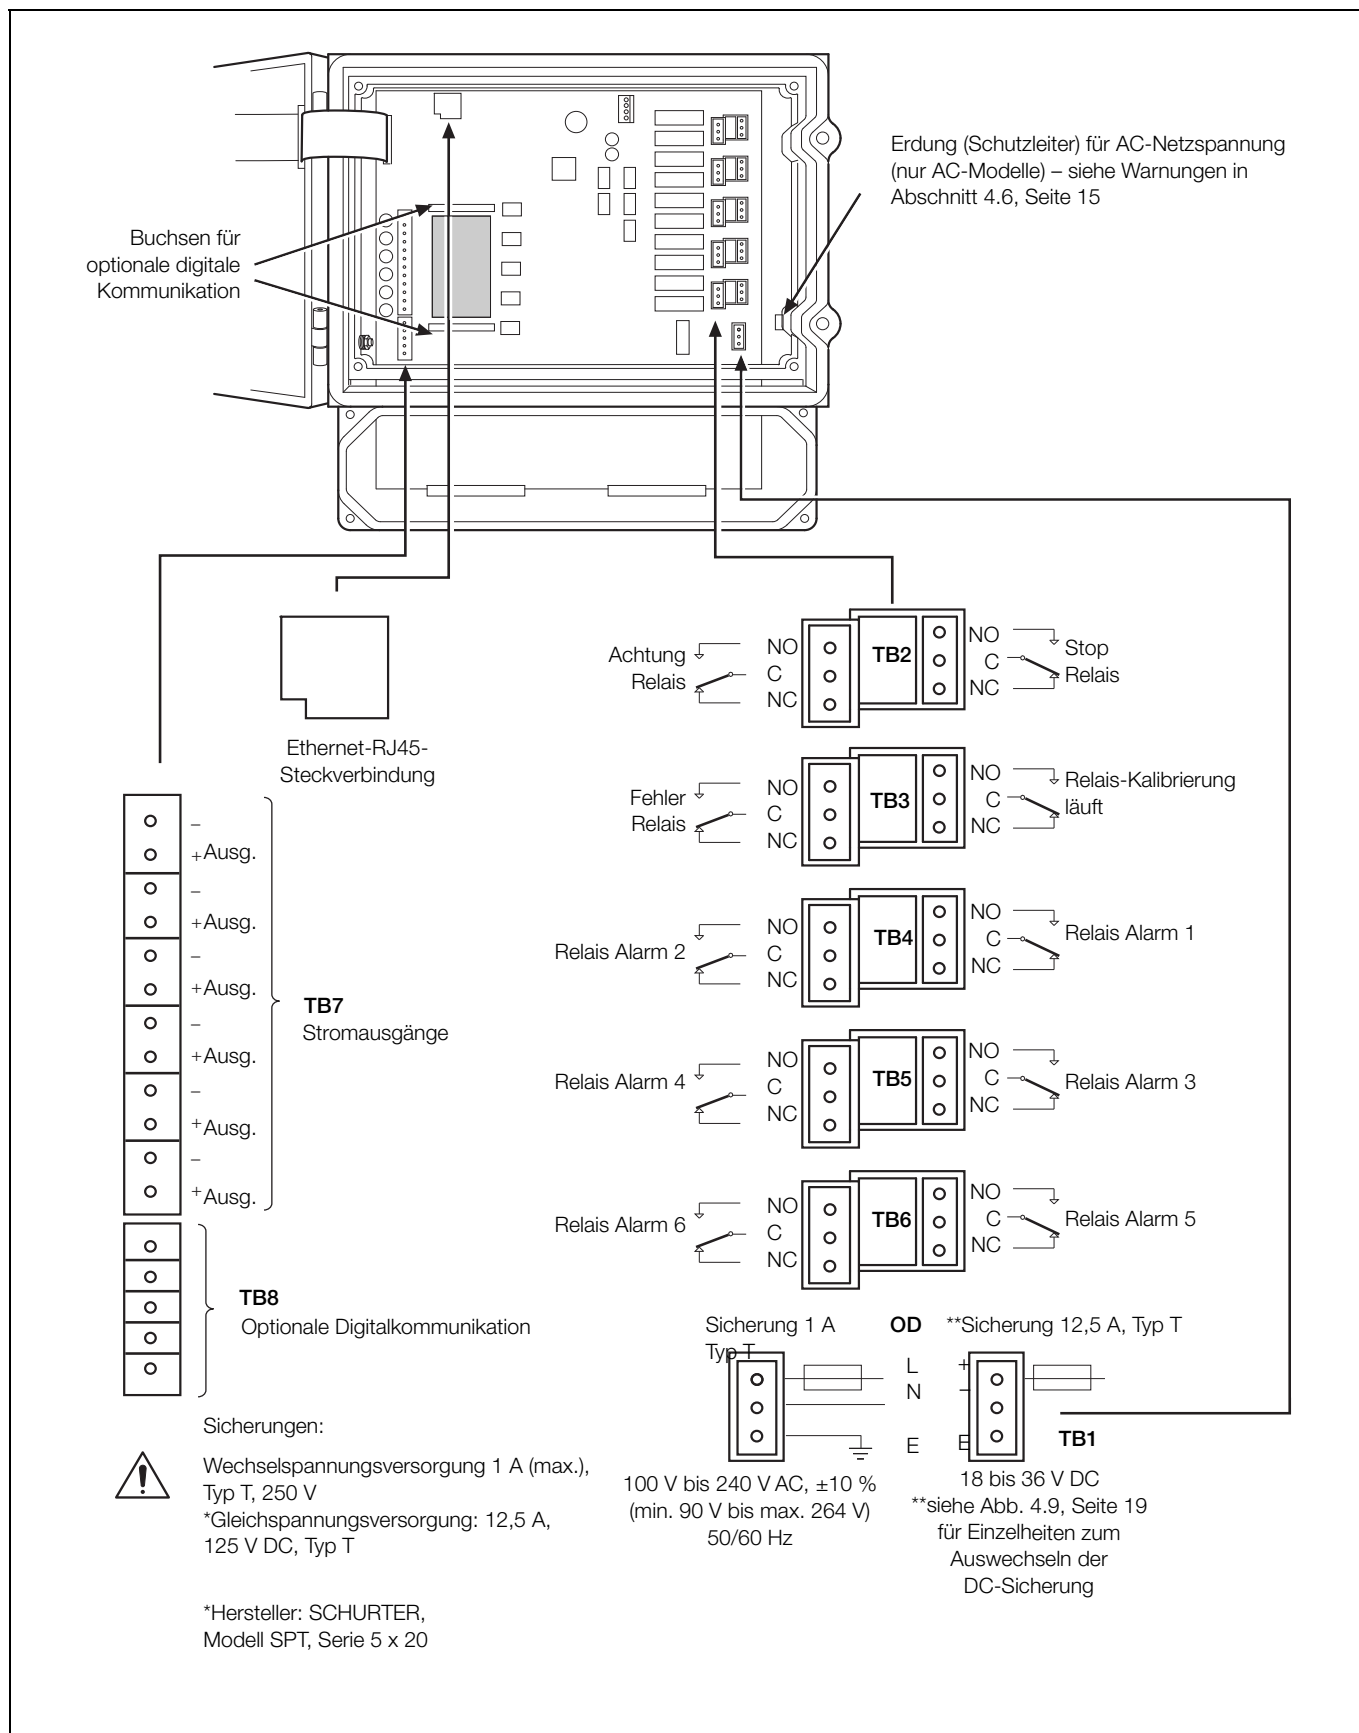 Erdung (Schutzleiter) für AC-Netzspannung
(nur AC-Modelle) – siehe Warnungen in
Abschnitt 4.6, Seite 15
Buchsen für
optionale digitale
Kommunikation
Ethernet-RJ45-
Steckverbindung
Achtung
Relais
NO
C
NC
TB2
NO
C
NC
Stop
Relais
Fehler
Relais
NO
C
NC
TB3
NO
C
NC
Relais-Kalibrierung
läuft
Relais Alarm 2
NO
C
NC
TB4
NO
C
NC
Relais Alarm 1
Relais Alarm 4
NO
C
NC
TB5
NO
C
NC
Relais Alarm 3
Relais Alarm 6
NO
C
NC
TB6
NO
C
NC
Relais Alarm 5
–
+Ausg.
–
+Ausg.
–
+Ausg.
–
+Ausg.
–
+Ausg.
–
+Ausg.
TB7
Stromausgänge
TB8
Optionale Digitalkommunikation
Sicherung 1 A
Typ T
OD
**Sicherung 12,5 A, Typ T
L
N
E
+
–
E
TB1
100 V bis 240 V AC, ±10 %
(min. 90 V bis max. 264 V)
50/60 Hz
18 bis 36 V DC
**siehe Abb. 4.9, Seite 19
für Einzelheiten zum
Auswechseln der
DC-Sicherung
Sicherungen:
Wechselspannungsversorgung 1 A (max.),
Typ T, 250 V
*Gleichspannungsversorgung: 12,5 A,
125 V DC, Typ T
*Hersteller: SCHURTER,
Modell SPT, Serie 5 x 20